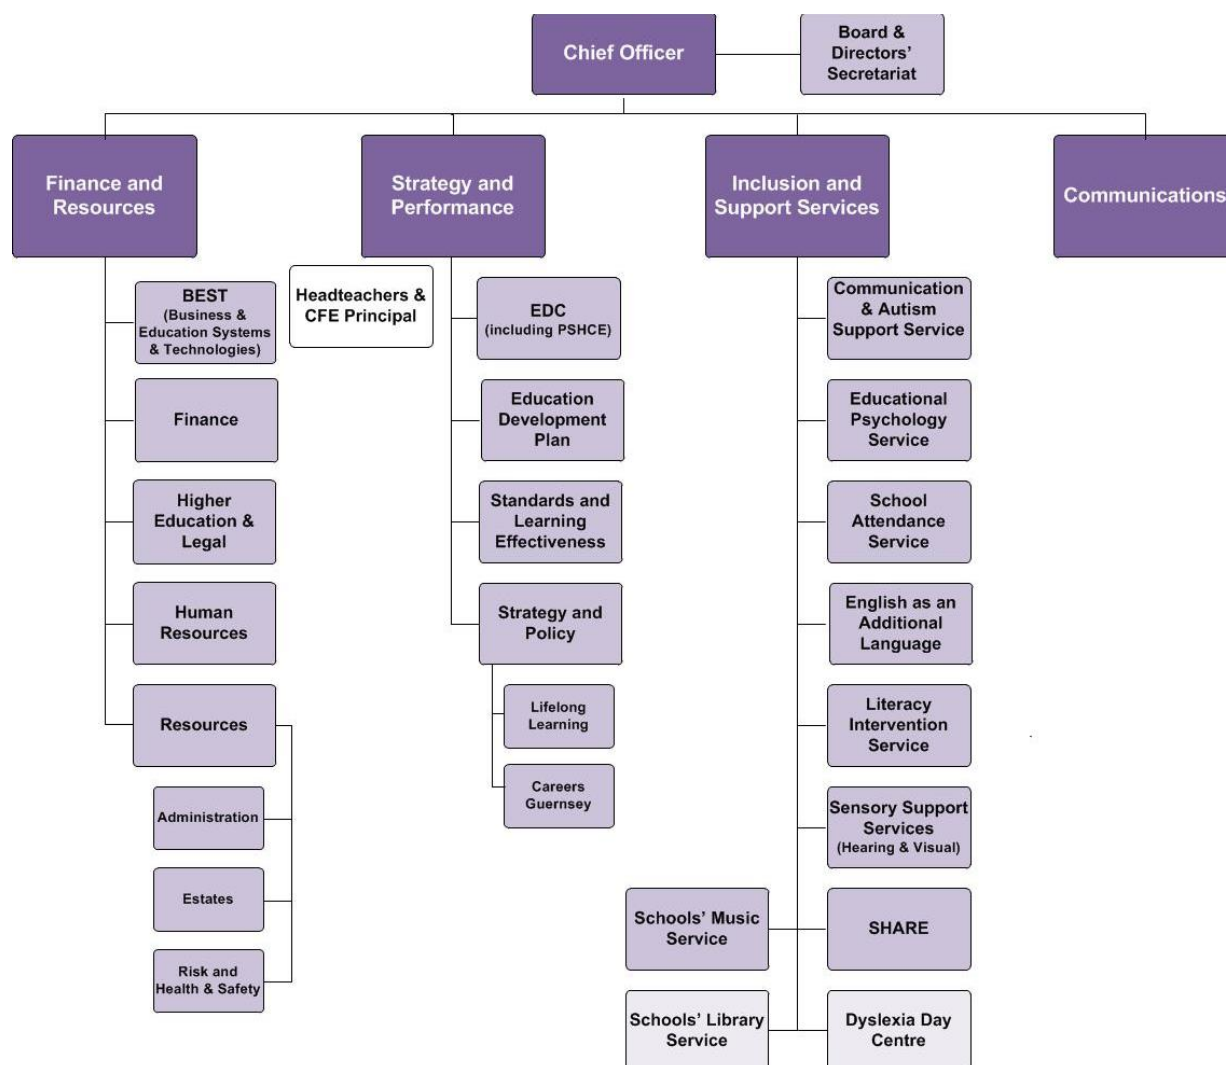 Chief Officer
Board &
Directors’
Secretariat
Finance and
Resources
Strategy and
Performance
Inclusion and
Support Services
Communications
BEST
(Business &
Education Systems
& Technologies)
Finance
Higher
Education &
Legal
Human
Resources
Resources
Administration
Estates
Risk and
Health & Safety
Headteachers &
CFE Principal
EDC
(including PSHCE)
Education
Development
Plan
Standards and
Learning
Effectiveness
Strategy and
Policy
Lifelong
Learning
Careers
Guernsey
Communication
& Autism
Support Service
Educational
Psychology
Service
School
Attendance
Service
English as an
Additional
Language
Literacy
Intervention
Service
Sensory Support
Services
(Hearing & Visual)
Schools’ Music
Service
SHARE
Schools’ Library
Service
Dyslexia Day
Centre